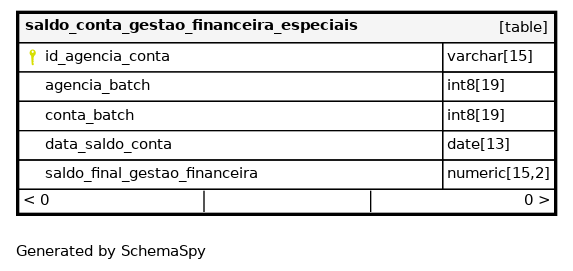 saldo_conta_gestao_financeira_especiais [table]
id_agencia_conta varchar[15]
agencia_batch int8[19]
conta_batch int8[19]
data_saldo_conta date[13]
saldo_final_gestao_financeira numeric[15,2]
< 0 0 >
Generated by SchemaSpy